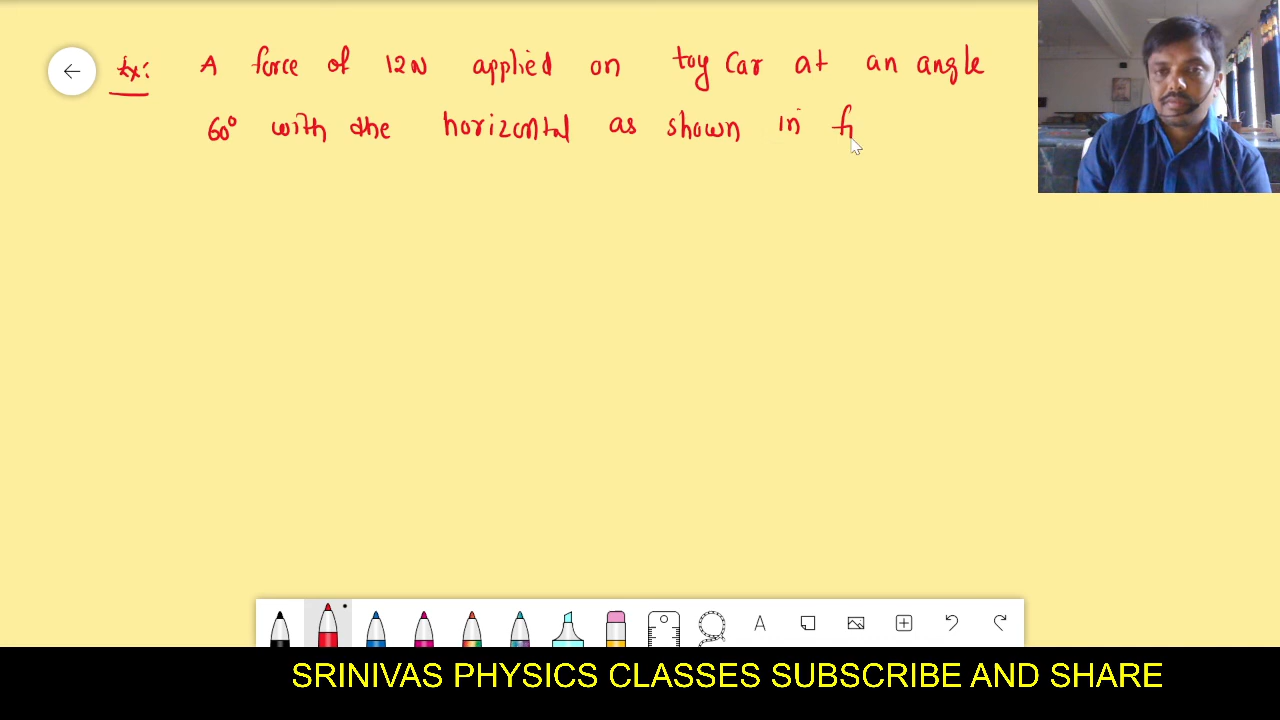 Ex: A force of 12N applied on toy Car at an angle
60° with the horizontal as shown in fi
SRINIVAS PHYSICS CLASSES SUBSCRIBE AND SHARE